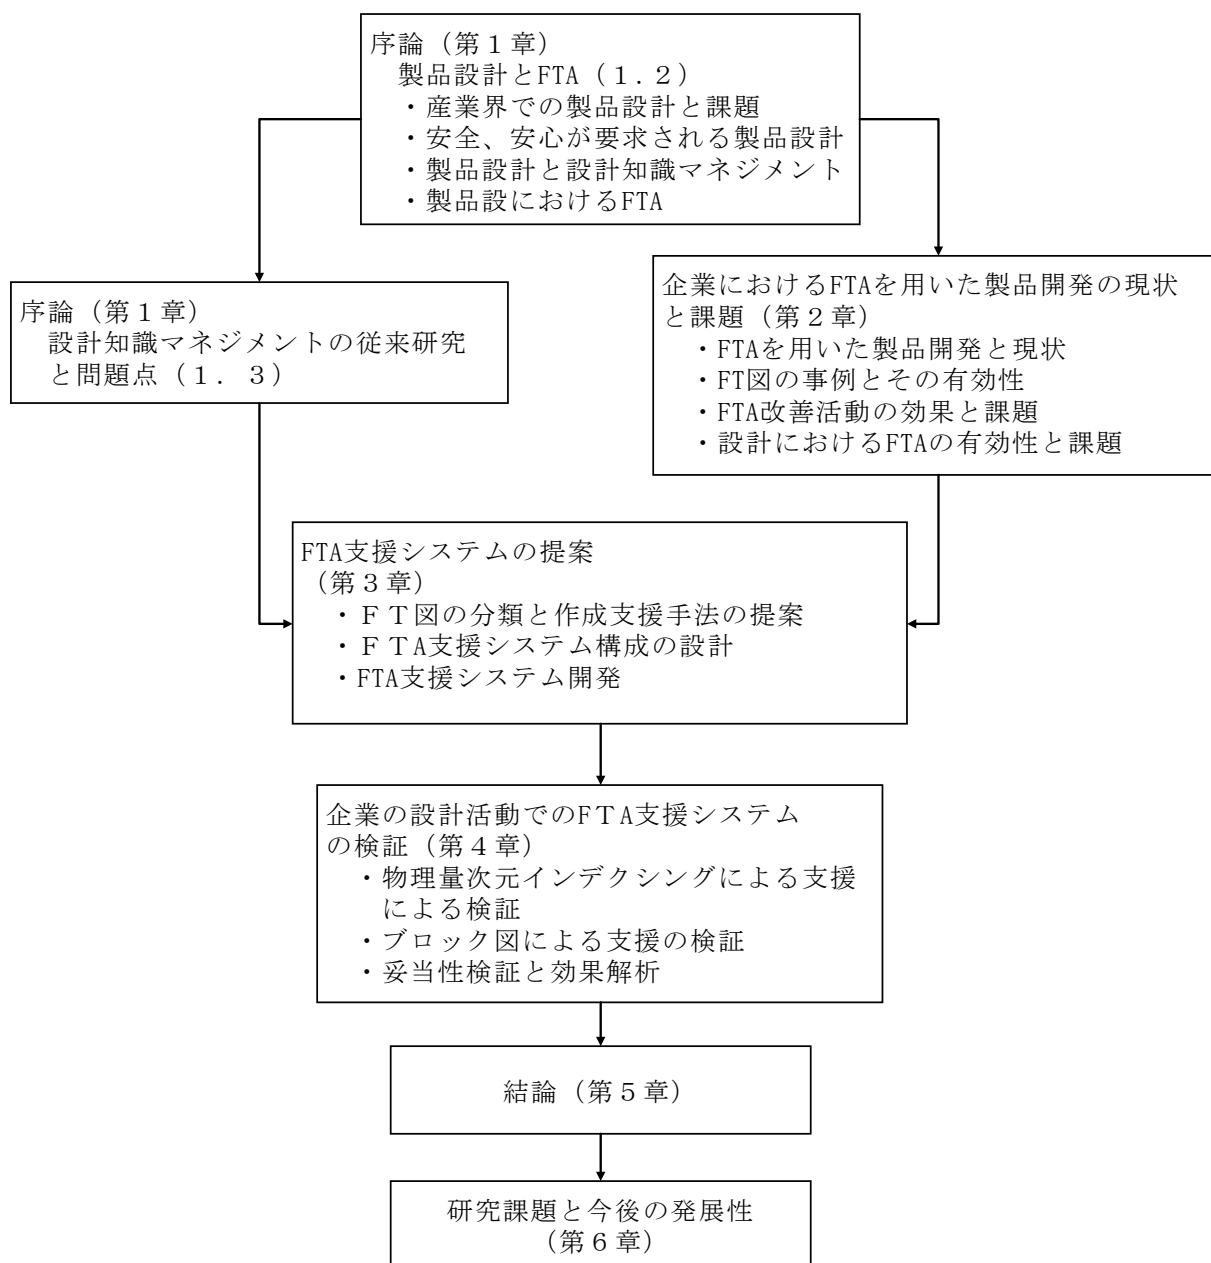 序論（第１章）
製品設計とFTA（１.２）
・産業界での製品設計と課題
・安全、安心が要求される製品設計
・製品設計と設計知識マネジメント
・製品設におけるFTA
序論（第１章）
設計知識マネジメントの従来研究
と問題点（１．３）
企業におけるFTAを用いた製品開発の現状
と課題（第２章）
・FTAを用いた製品開発と現状
・FT図の事例とその有効性
・FTA改善活動の効果と課題
・設計におけるFTAの有効性と課題
FTA支援システムの提案
（第３章）
・ＦＴ図の分類と作成支援手法の提案
・ＦＴA支援システム構成の設計
・FTA支援システム開発
企業の設計活動でのFＴA支援システム
の検証（第４章）
・物理量次元インデクシングによる支援
による検証
・ブロック図による支援の検証
・妥当性検証と効果解析
結論（第５章）
研究課題と今後の発展性
（第６章）